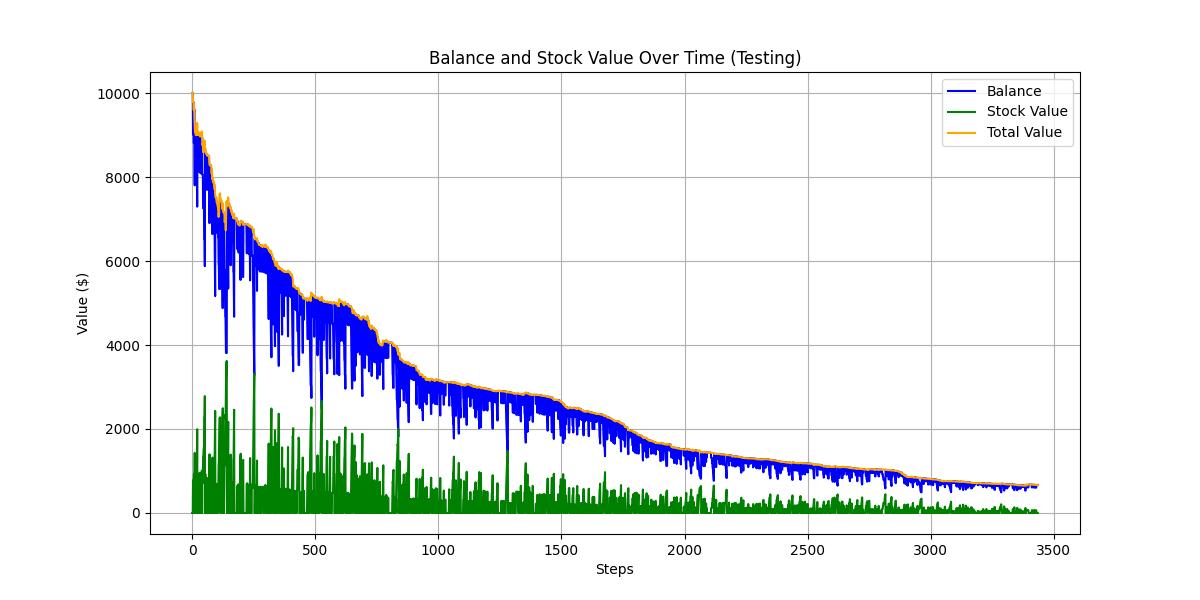 Balance and Stock Value Over Time (Testing)
Balance
Stock Value
Total Value
Value ($)
10000
8000
6000
4000
2000
0
0
500
1000
1500
2000
2500
3000
3500
Steps